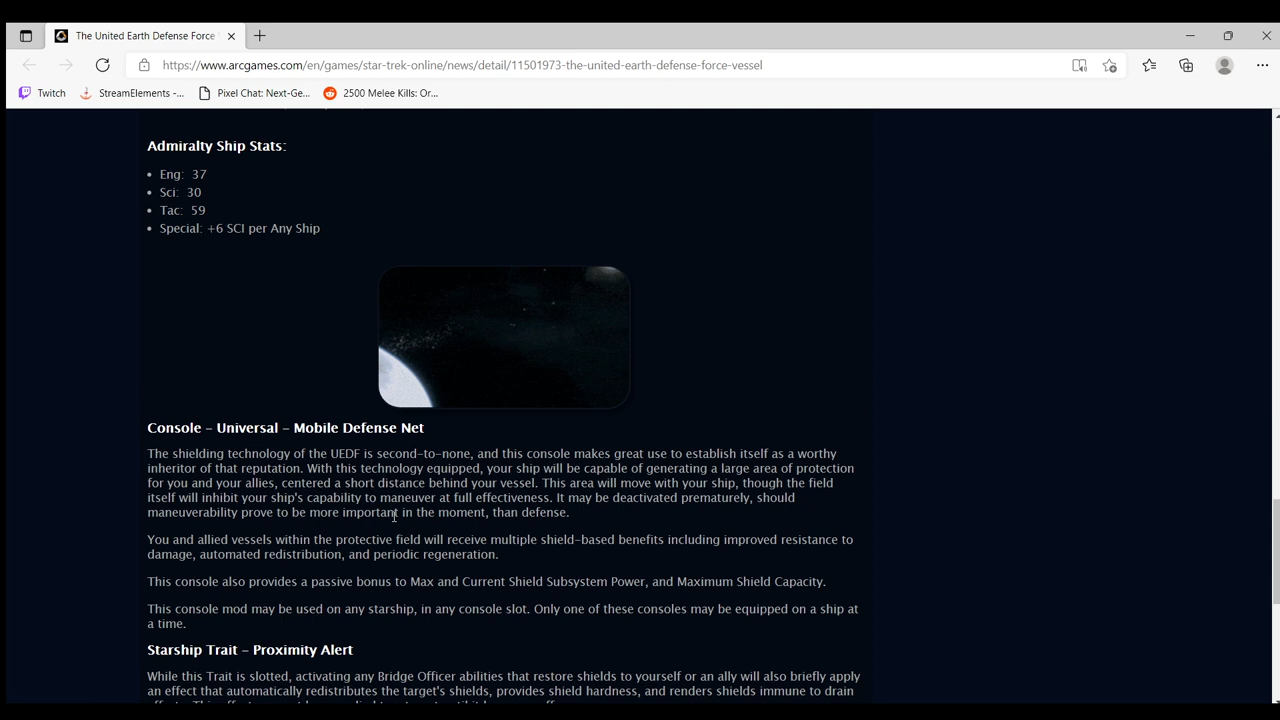 The United Earth Defense Force
https://www.arcgames.com/en/games/star-trek-online/news/detail/11501973-the-united-earth-defense-force-vessel
Twitch StreamElements -... Pixel Chat: Next-Ge... 2500 Melee Kills: Or...
Admiralty Ship Stats:
• Eng: 37
• Sci: 30
• Tac: 59
• Special: +6 SCI per Any Ship
Console – Universal – Mobile Defense Net
The shielding technology of the UEDF is second-to-none, and this console makes great use to establish itself as a worthy
inheritor of that reputation. With this technology equipped, your ship will be capable of generating a large area of protection
for you and your allies, centered a short distance behind your vessel. This area will move with your ship, though the field
itself will inhibit your ship's capability to maneuver at full effectiveness. It may be deactivated prematurely, should
maneuverability prove to be more important in the moment, than defense.
You and allied vessels within the protective field will receive multiple shield-based benefits including improved resistance to
damage, automated redistribution, and periodic regeneration.
This console also provides a passive bonus to Max and Current Shield Subsystem Power, and Maximum Shield Capacity.
This console mod may be used on any starship, in any console slot. Only one of these consoles may be equipped on a ship at
a time.
Starship Trait – Proximity Alert
While this Trait is slotted, activating any Bridge Officer abilities that restore shields to yourself or an ally will also briefly apply
an effect that automatically redistributes the target's shields, provides shield hardness, and renders shields immune to drain